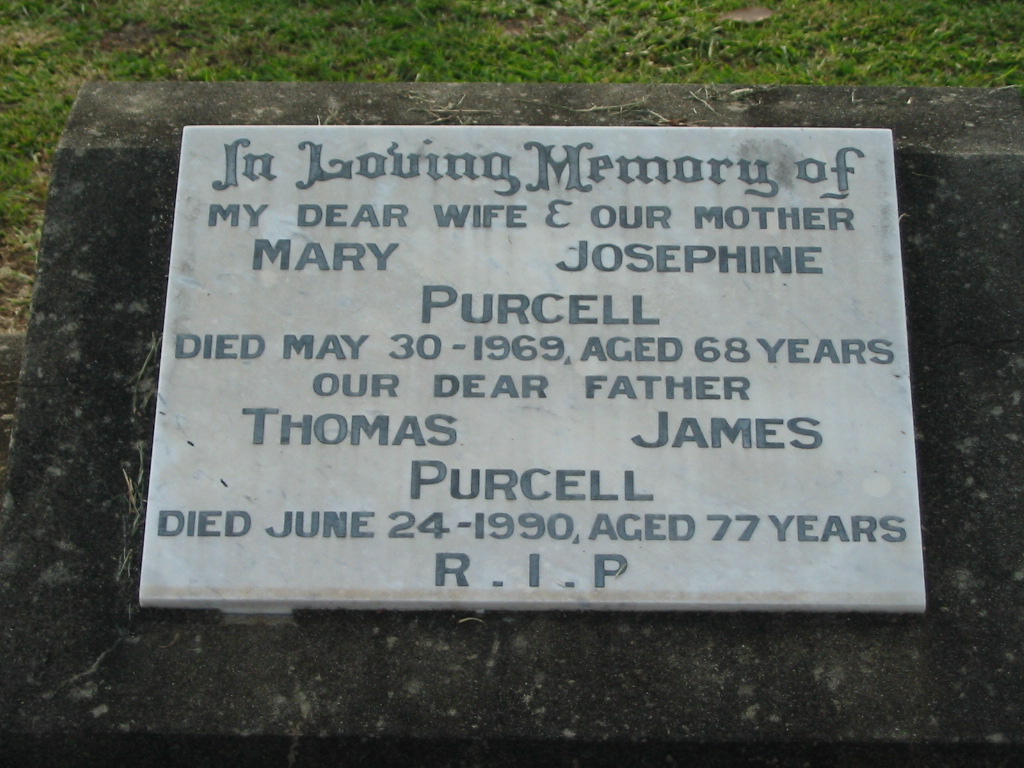 In Loving Memory of
MY DEAR WIFE & OUR MOTHER
MARY JOSEPHINE
PURCELL
DIED MAY 30-1969, AGED 68 YEARS
OUR DEAR FATHER
THOMAS JAMES
PURCELL
DIED JUNE 24-1990, AGED 77 YEARS
R.I.P